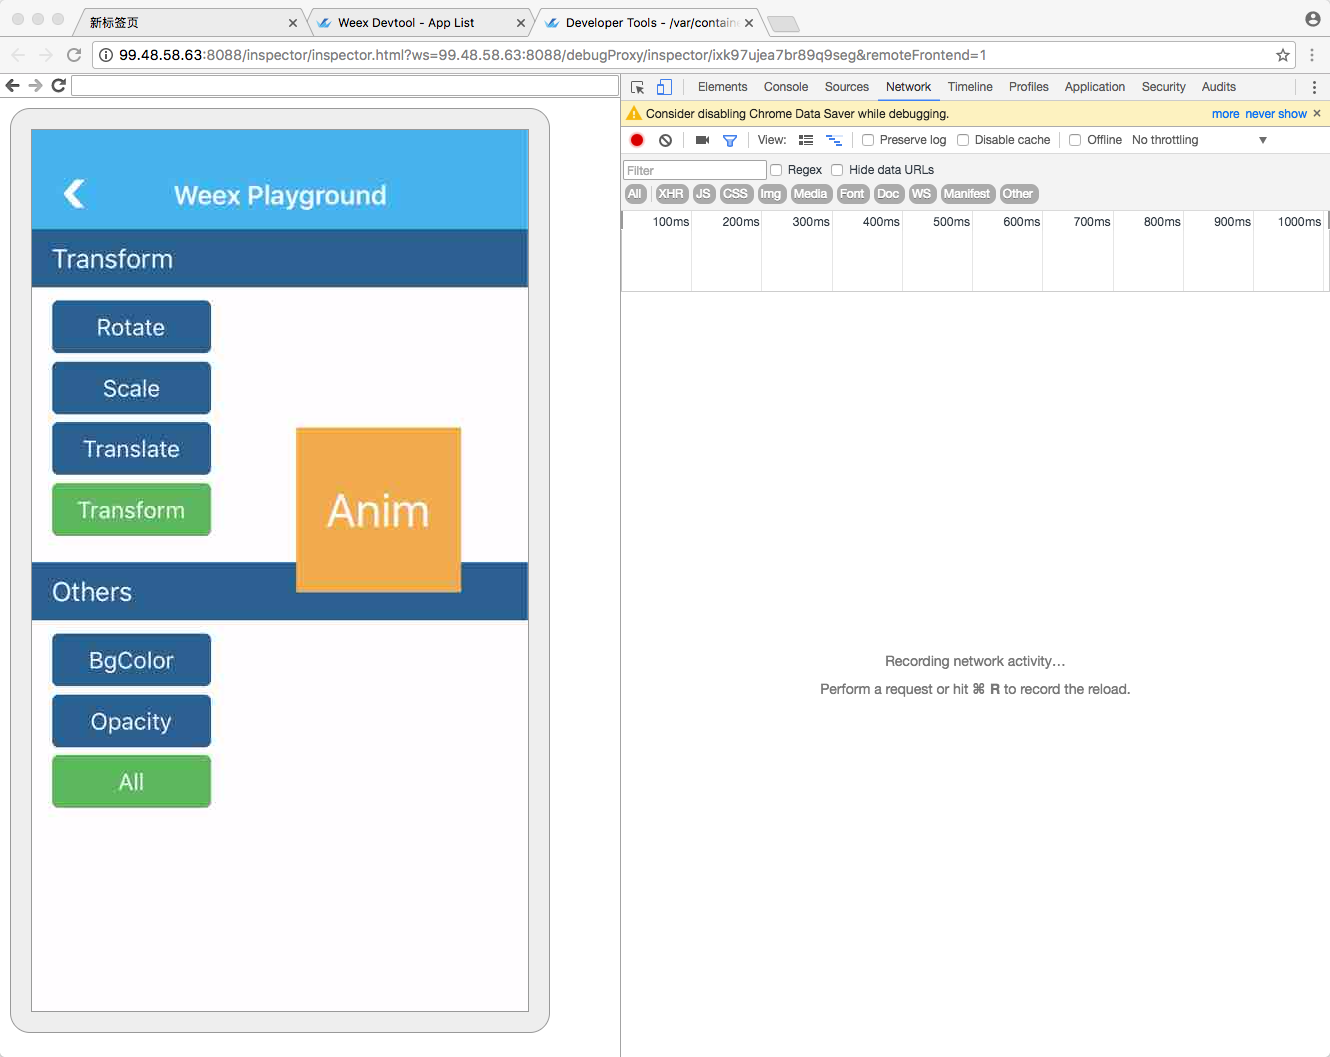 新标签页
Weex Devtool - App List
Developer Tools - /var/contain
99.48.58.63:8088/inspector/inspector.html?ws=99.48.58.63:8088/debugProxy/inspector/ixk97ujea7br89q9seg&remoteFrontend=1
Elements Console Sources Network Timeline Profiles Application Security Audits
Consider disabling Chrome Data Saver while debugging. more never show
View: Preserve log Disable cache Offline No throttling
Filter Regex Hide data URLs
All XHR JS CSS Img Media Font Doc WS Manifest Other
100ms 200ms 300ms 400ms 500ms 600ms 700ms 800ms 900ms 1000ms
Recording network activity…
Perform a request or hit ⌘ R to record the reload.
Weex Playground
Transform
Rotate
Scale
Translate
Transform
Anim
Others
BgColor
Opacity
All